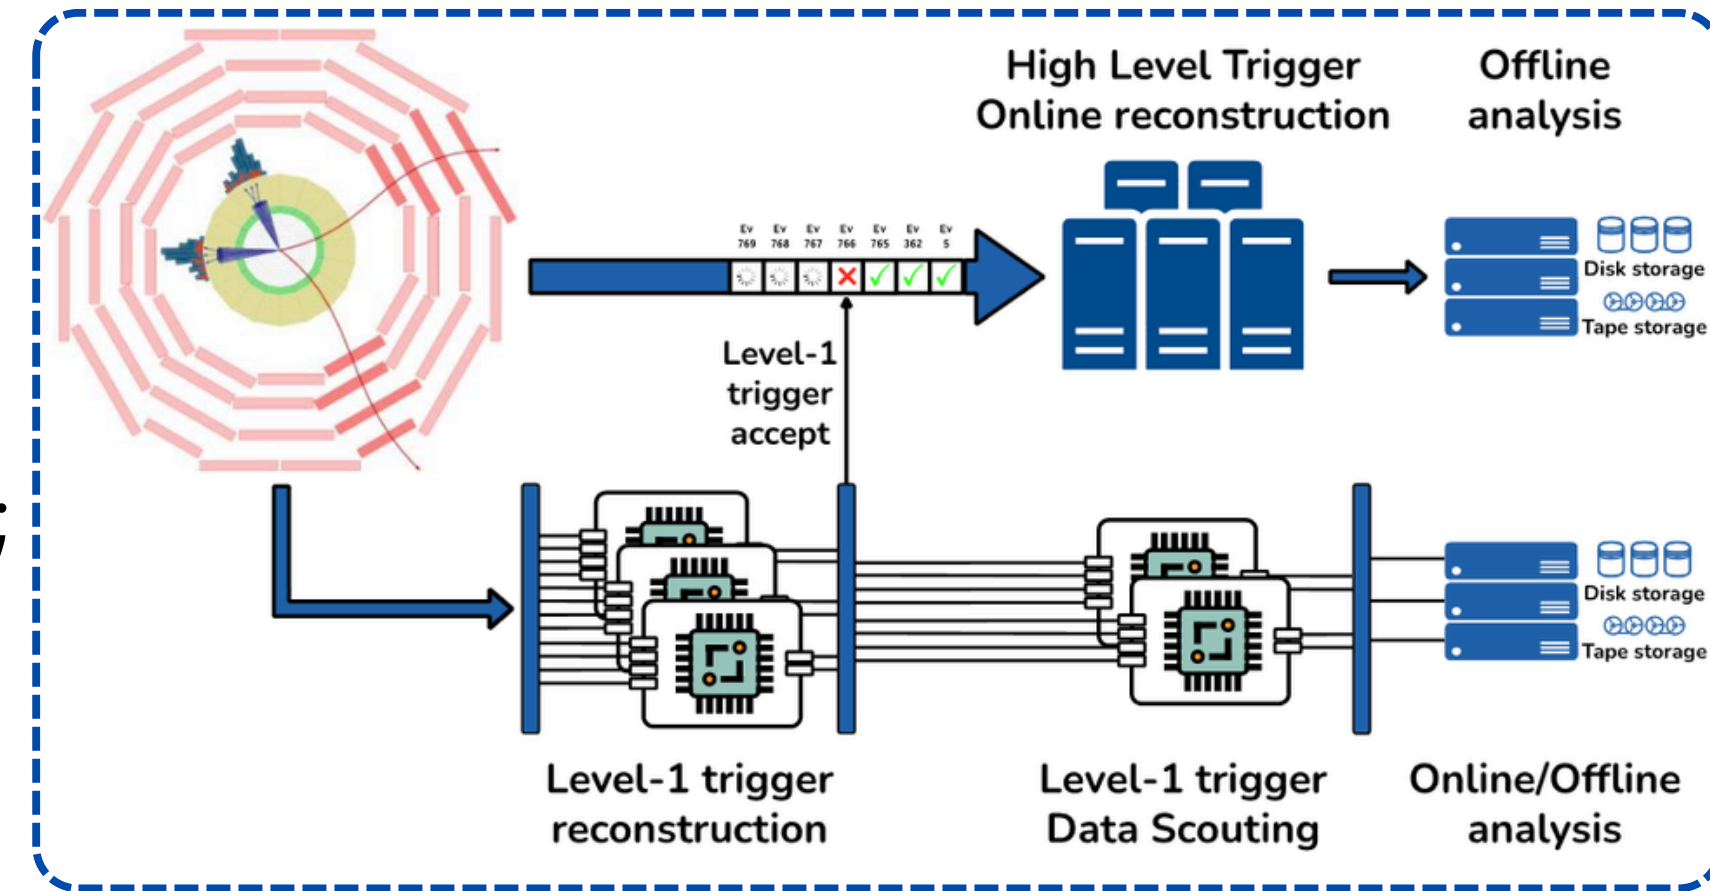 High Level Trigger
Online reconstruction
Offline
analysis
Ev Ev Ev Ev Ev Ev Ev
769 768 767 766 765 362 5
Disk storage
Tape storage
Level-1
trigger
accept
;
Disk storage
Tape storage
Level-1 trigger
reconstruction
Level-1 trigger
Data Scouting
Online/Offline
analysis